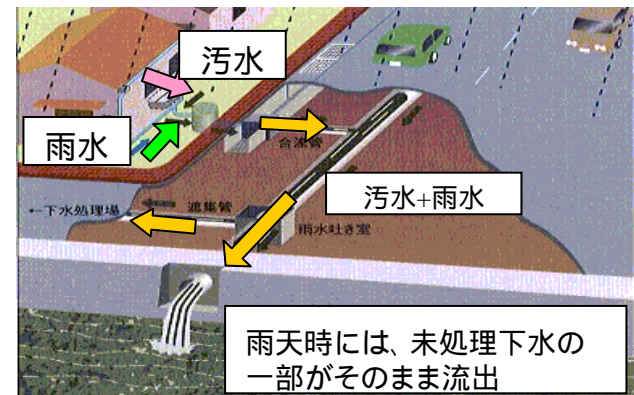 汚水
雨水
合流管
汚水+雨水
←下水処理場
遮集管
雨水吐き室
雨天時には、未処理下水の
一部がそのまま流出